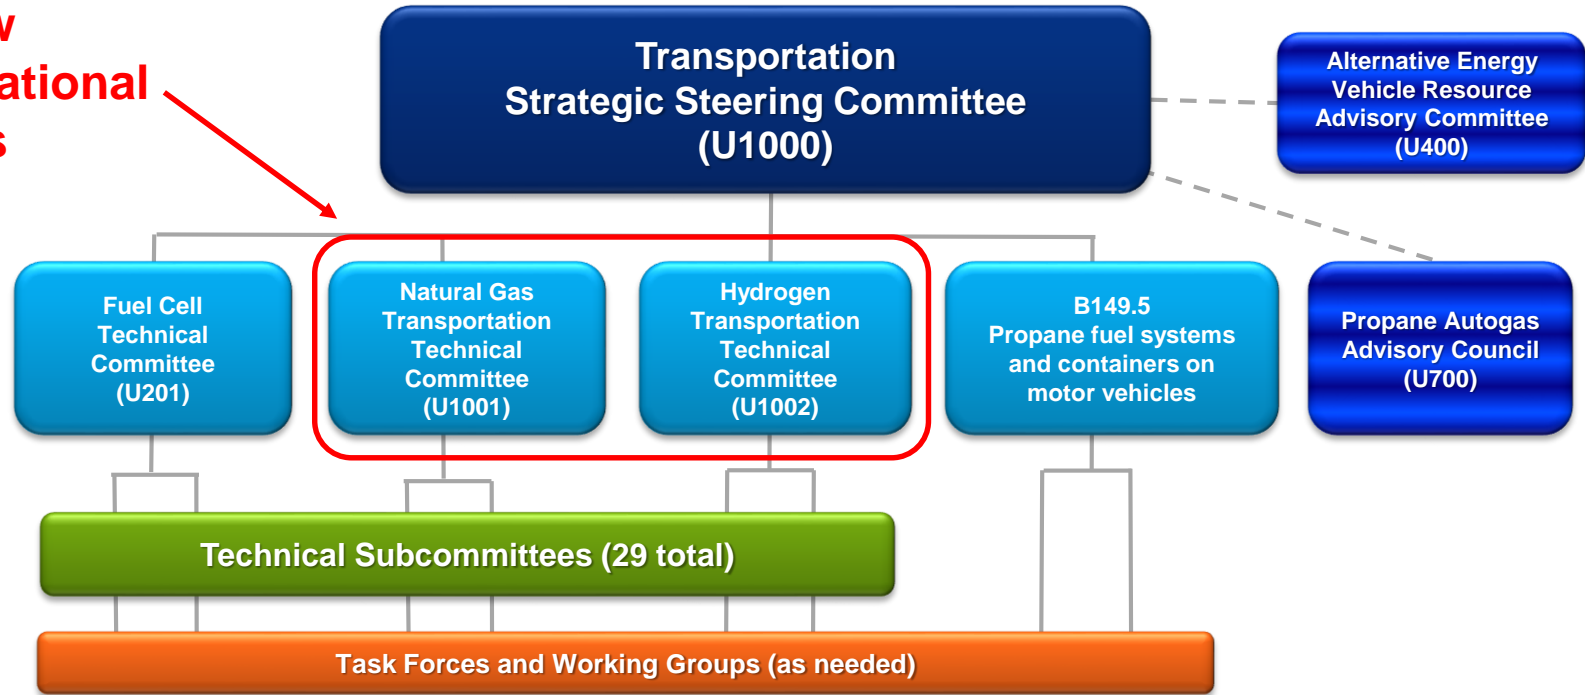 Transportation
Strategic Steering Committee
(U1000)
Alternative Energy
Vehicle Resource
Advisory Committee
(U400)
Fuel Cell
Technical
Committee
(U201)
Natural Gas
Transportation
Technical
Committee
(U1001)
Hydrogen
Transportation
Technical
Committee
(U1002)
B149.5
Propane fuel systems
and containers on
motor vehicles
Propane Autogas
Advisory Council
(U700)
Technical Subcommittees (29 total)
Task Forces and Working Groups (as needed)